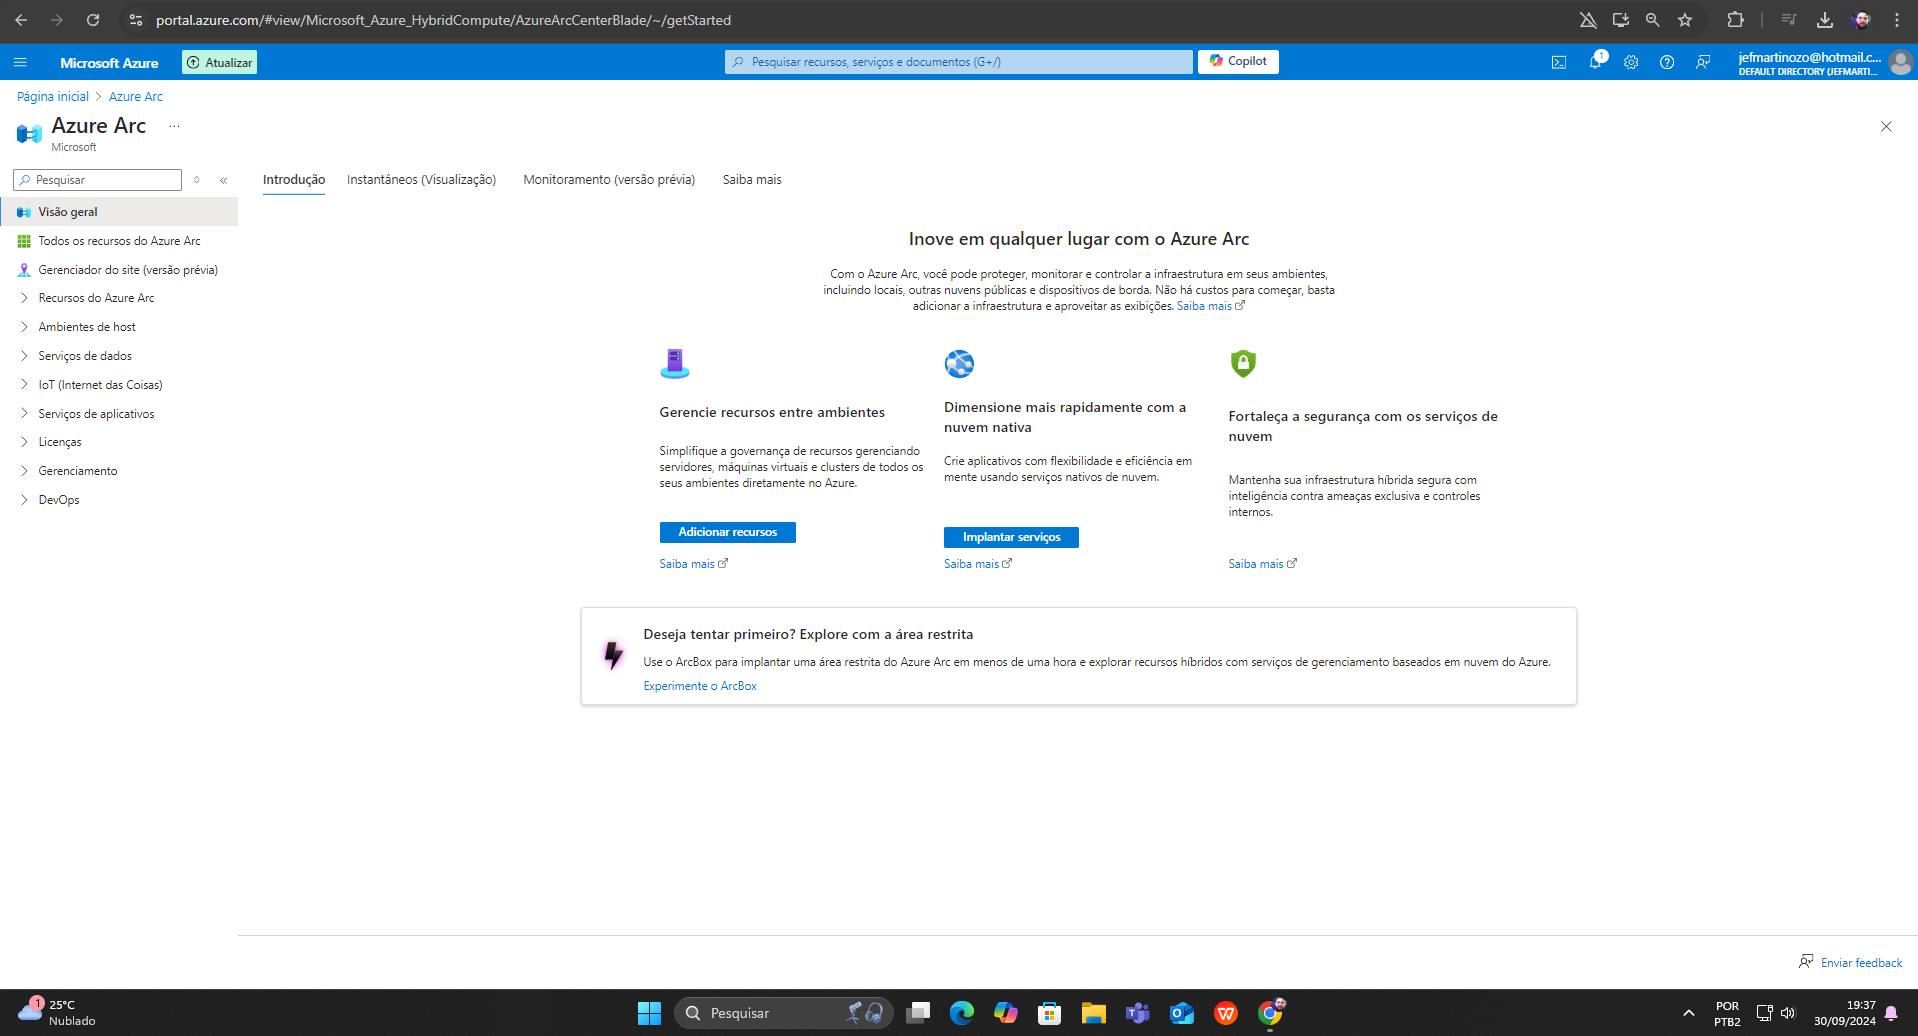 portal.azure.com/#view/Microsoft_Azure_HybridCompute/AzureArcCenterBlade/~/getStarted
Microsoft Azure
Atualizar
Pesquisar recursos, serviços e documentos (G+/)
Copilot
1
jefmartinozo@hotmail.c...
DEFAULT DIRECTORY (JEFMARTI...
Página inicial > Azure Arc
Azure Arc ...
Microsoft
Pesquisar
Introdução
Instantâneos (Visualização)
Monitoramento (versão prévia)
Saiba mais
Visão geral
Todos os recursos do Azure Arc
Gerenciador do site (versão prévia)
Recursos do Azure Arc
Ambientes de host
Serviços de dados
IoT (Internet das Coisas)
Serviços de aplicativos
Licenças
Gerenciamento
DevOps
Inove em qualquer lugar com o Azure Arc
Com o Azure Arc, você pode proteger, monitorar e controlar a infraestrutura em seus ambientes,
incluindo locais, outras nuvens públicas e dispositivos de borda. Não há custos para começar, basta
adicionar a infraestrutura e aproveitar as exibições. Saiba mais
Gerencie recursos entre ambientes
Simplifique a governança de recursos gerenciando
servidores, máquinas virtuais e clusters de todos os
seus ambientes diretamente no Azure.
Adicionar recursos
Saiba mais
Dimensione mais rapidamente com a
nuvem nativa
Crie aplicativos com flexibilidade e eficiência em
mente usando serviços nativos de nuvem.
Implantar serviços
Saiba mais
Fortaleça a segurança com os serviços de
nuvem
Mantenha sua infraestrutura híbrida segura com
inteligência contra ameaças exclusiva e controles
internos.
Saiba mais
Deseja tentar primeiro? Explore com a área restrita
Use o ArcBox para implantar uma área restrita do Azure Arc em menos de uma hora e explorar recursos híbridos com serviços de gerenciamento baseados em nuvem do Azure.
Experimente o ArcBox
Enviar feedback
1
25°C
Nublado
Pesquisar
POR
PTB2
19:37
30/09/2024